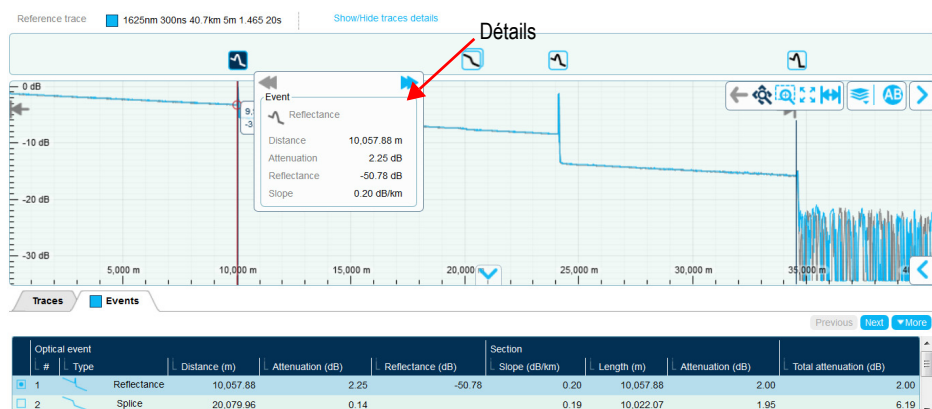 Reference trace 1625nm 300ns 40.7km 5m 1.465 20s Show/Hide traces details
Détails
0 dB
Event
Reflectance
Distance 10,057.88 m
Attenuation 2.25 dB
Reflectance -50.78 dB
Slope 0.20 dB/km
AB
-10 dB
-20 dB
-30 dB
5,000 m 10,000 m 15,000 m 20,000 m 25,000 m 30,000 m 35,000 m
Traces Events
Previous Next More
Optical event Section
# Type Distance (m) Attenuation (dB) Reflectance (dB) Slope (dB/km) Length (m) Attenuation (dB) Total attenuation (dB)
1 Reflectance 10,057.88 2.25 -50.78 0.20 10,057.88 2.00 2.00
2 Splice 20,079.96 0.14 0.19 10,022.07 1.95 6.19